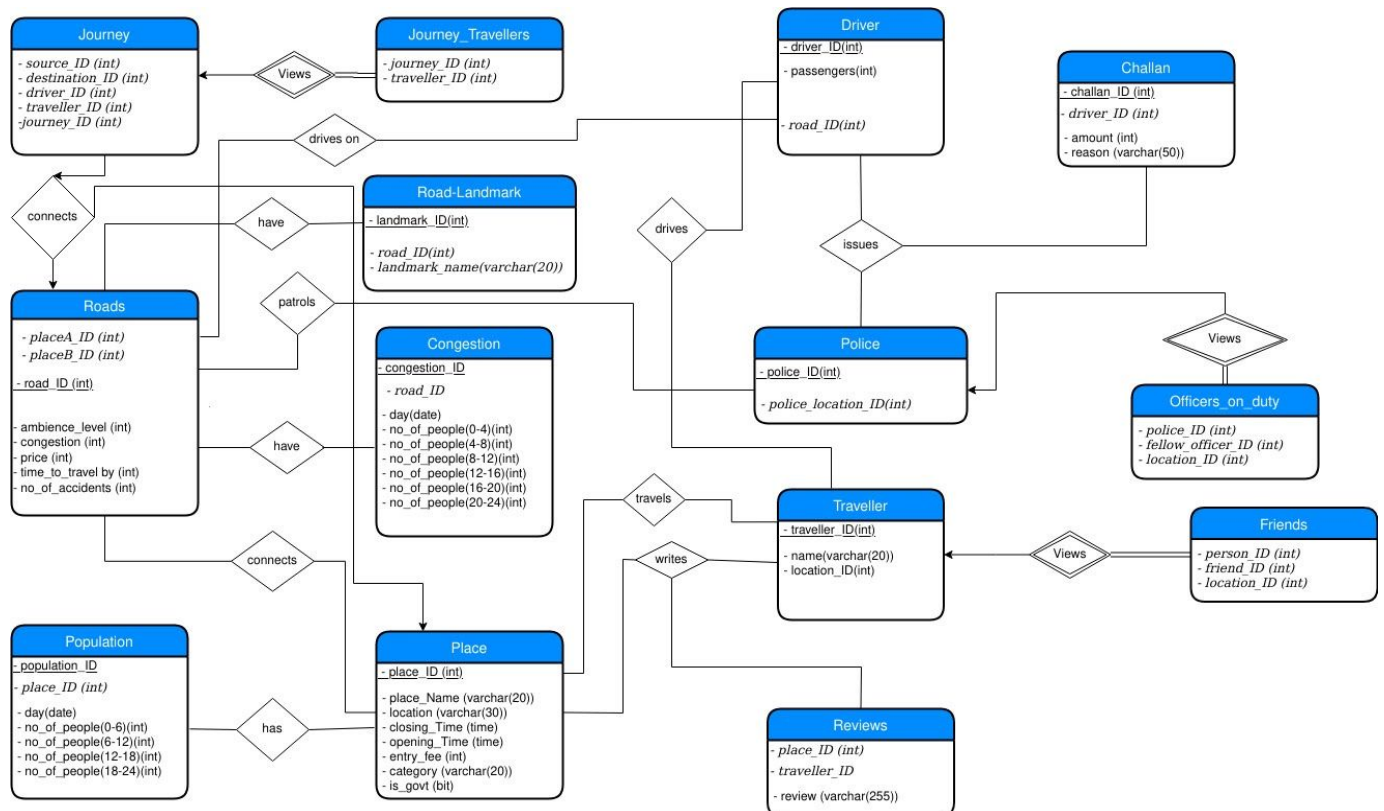 Journey
- source_ID (int)
- destination_ID (int)
- driver_ID (int)
- traveller_ID (int)
-journey_ID (int)
Views
Journey_Travellers
- journey_ID (int)
- traveller_ID (int)
Driver
- driver_ID(int)
- passengers(int)
- road_ID(int)
Challan
- challan_ID (int)
- driver_ID (int)
- amount (int)
- reason (varchar(50))
drives on
connects
have
Road-Landmark
- landmark_ID(int)
- road_ID(int)
- landmark_name(varchar(20))
drives
issues
Roads
- placeA_ID (int)
- placeB_ID (int)
- road_ID (int)
- ambience_level (int)
- congestion (int)
- price (int)
- time_to_travel by (int)
- no_of_accidents (int)
patrols
Congestion
- congestion_ID
- road_ID
- day(date)
- no_of_people(0-4)(int)
- no_of_people(4-8)(int)
- no_of_people(8-12)(int)
- no_of_people(12-16)(int)
- no_of_people(16-20)(int)
- no_of_people(20-24)(int)
have
Police
- police_ID(int)
- police_location_ID(int)
Views
Officers_on_duty
- police_ID (int)
- fellow_officer_ID (int)
- location_ID (int)
travels
Traveller
- traveller_ID(int)
- name(varchar(20))
- location_ID(int)
Views
Friends
- person_ID (int)
- friend_ID (int)
- location_ID (int)
connects
writes
Population
- population_ID
- place_ID (int)
- day(date)
- no_of_people(0-6)(int)
- no_of_people(6-12)(int)
- no_of_people(12-18)(int)
- no_of_people(18-24)(int)
has
Place
- place_ID (int)
- place_Name (varchar(20))
- location (varchar(30))
- closing_Time (time)
- opening_Time (time)
- entry_fee (int)
- category (varchar(20))
- is_govt (bit)
Reviews
- place_ID (int)
- traveller_ID
- review (varchar(255))